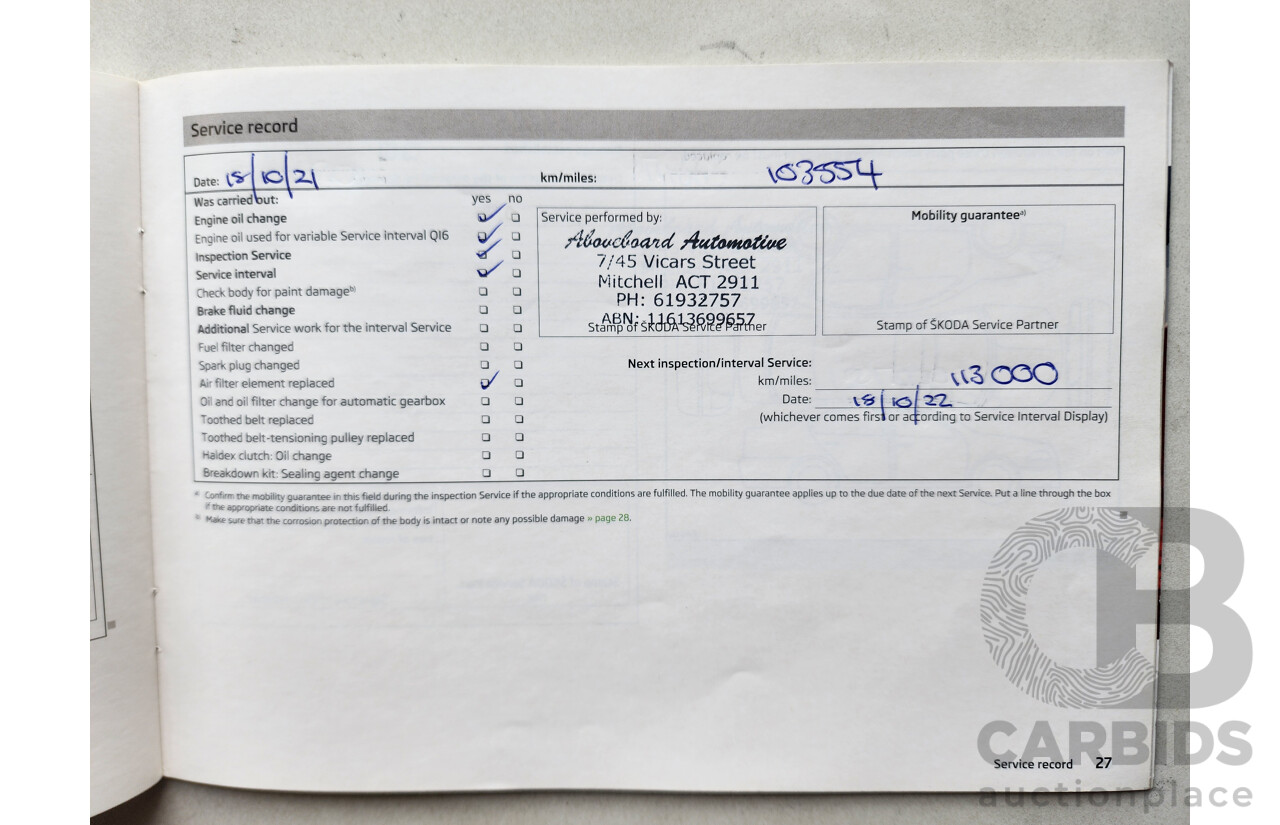 Service record
Date: 18/10/21 km/miles: 103554
Was carried out: yes no
Engine oil change
Engine oil used for variable Service interval QI6
Inspection Service
Service interval
Check body for paint damageᵇ⁾
Brake fluid change
Additional Service work for the interval Service
Fuel filter changed
Spark plug changed
Air filter element replaced
Oil and oil filter change for automatic gearbox
Toothed belt replaced
Toothed belt-tensioning pulley replaced
Haldex clutch: Oil change
Breakdown kit: Sealing agent change
Service performed by:
Aboveboard Automotive
7/45 Vicars Street
Mitchell ACT 2911
PH: 61932757
ABN: 11613699657
Stamp of ŠKODA Service Partner
Mobility guaranteeᵃ⁾
Stamp of ŠKODA Service Partner
Next inspection/interval Service:
km/miles: 113000
Date: 18/10/22
(whichever comes first or according to Service Interval Display)
ᵃ⁾ Confirm the mobility guarantee in this field during the inspection Service if the appropriate conditions are fulfilled. The mobility guarantee applies up to the due date of the next Service. Put a line through the box
if the appropriate conditions are not fulfilled.
ᵇ⁾ Make sure that the corrosion protection of the body is intact or note any possible damage » page 28.
Service record 27
CB
CARBIDS
auctionplace